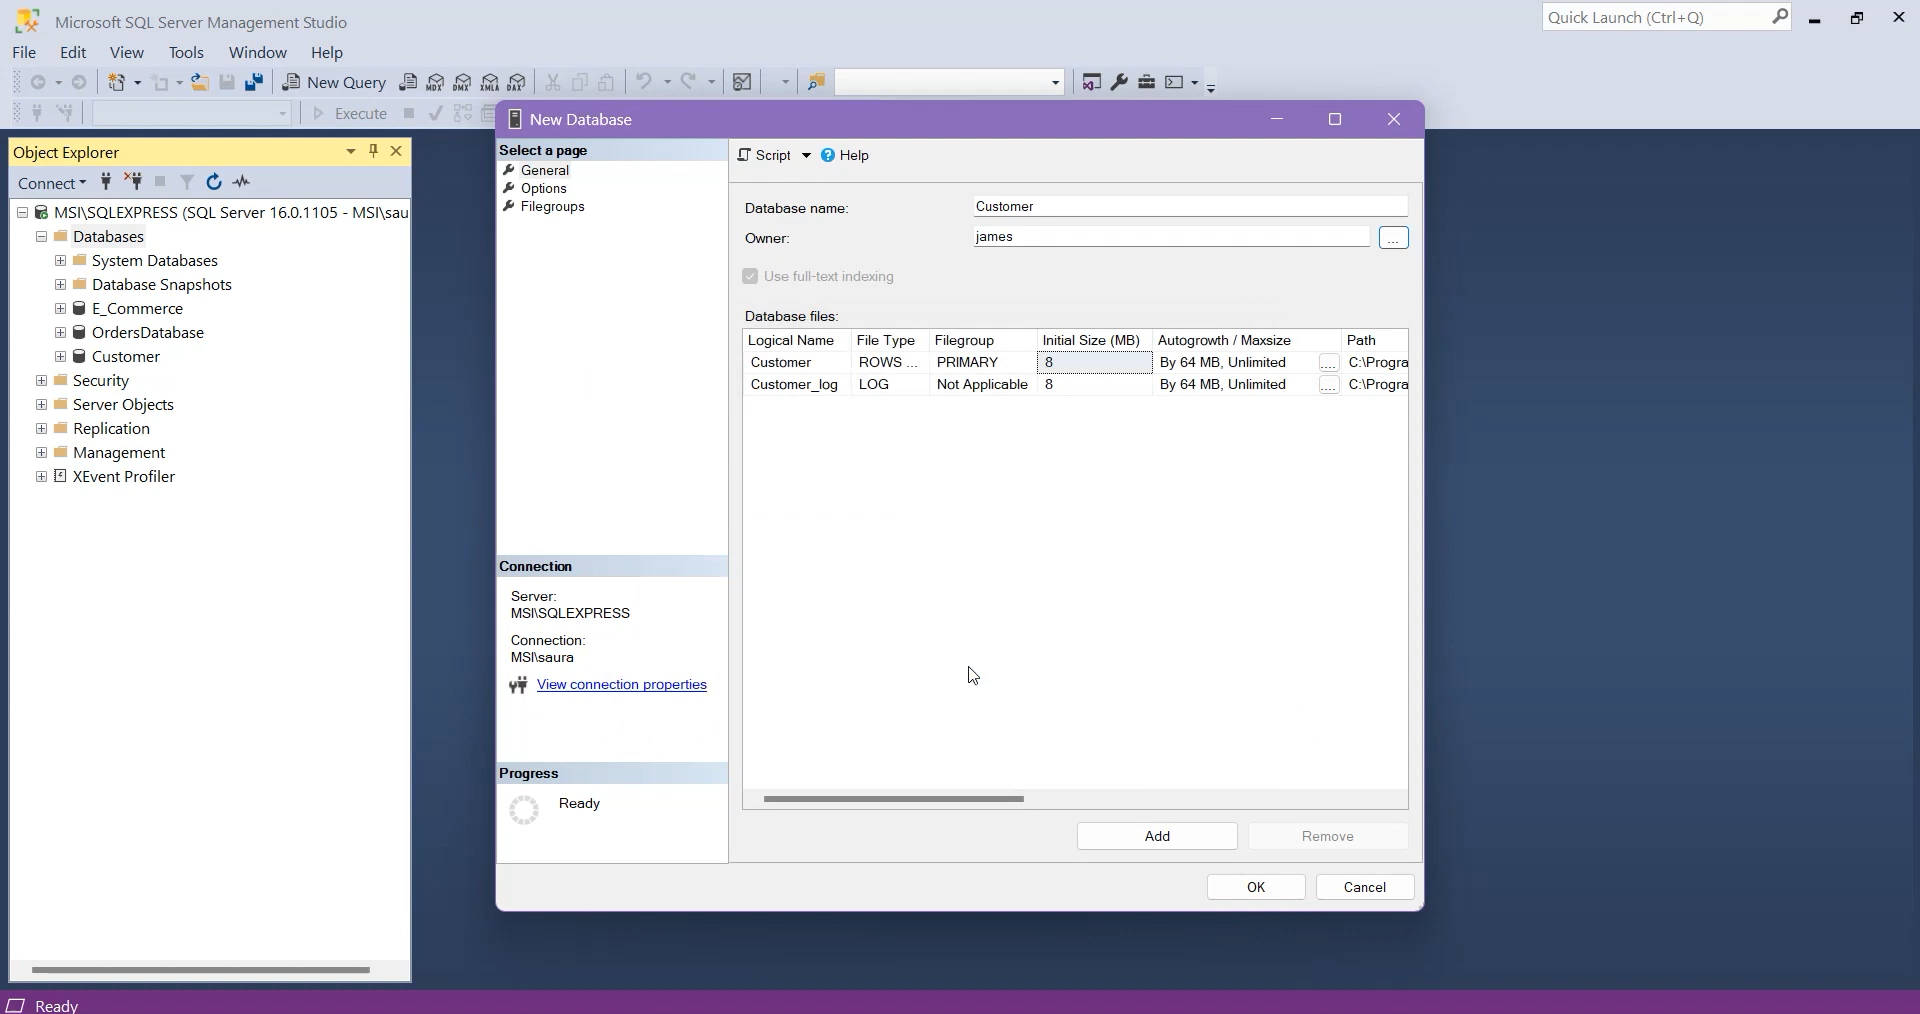 Microsoft SQL Server Management Studio
Quick Launch (Ctrl+Q)
File Edit View Tools Window Help
New Query MDX DMX XMLA DAX
Execute
Object Explorer
Connect
MSI\SQLEXPRESS (SQL Server 16.0.1105 - MSI\sau
Databases
System Databases
Database Snapshots
E_Commerce
OrdersDatabase
Customer
Security
Server Objects
Replication
Management
XEvent Profiler
New Database
Select a page
General
Options
Filegroups
Connection
Server:
MSI\SQLEXPRESS
Connection:
MSI\saura
View connection properties
Progress
Ready
Script Help
Database name: Customer
Owner: james ...
Use full-text indexing
Database files:
Logical Name File Type Filegroup Initial Size (MB) Autogrowth / Maxsize Path
Customer ROWS ... PRIMARY 8 By 64 MB, Unlimited .... C:\Progra
Customer_log LOG Not Applicable 8 By 64 MB, Unlimited .... C:\Progra
Add Remove
OK Cancel
Ready